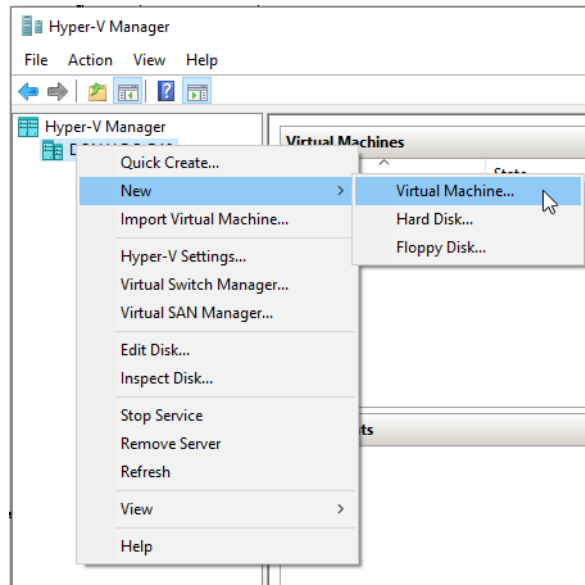 Hyper-V Manager
File Action View Help
Hyper-V Manager
Virtual Machines
Quick Create...
New
Virtual Machine...
Import Virtual Machine...
Hard Disk...
Floppy Disk...
Hyper-V Settings...
Virtual Switch Manager...
Virtual SAN Manager...
Edit Disk...
Inspect Disk...
Stop Service
Remove Server
Refresh
View
Help